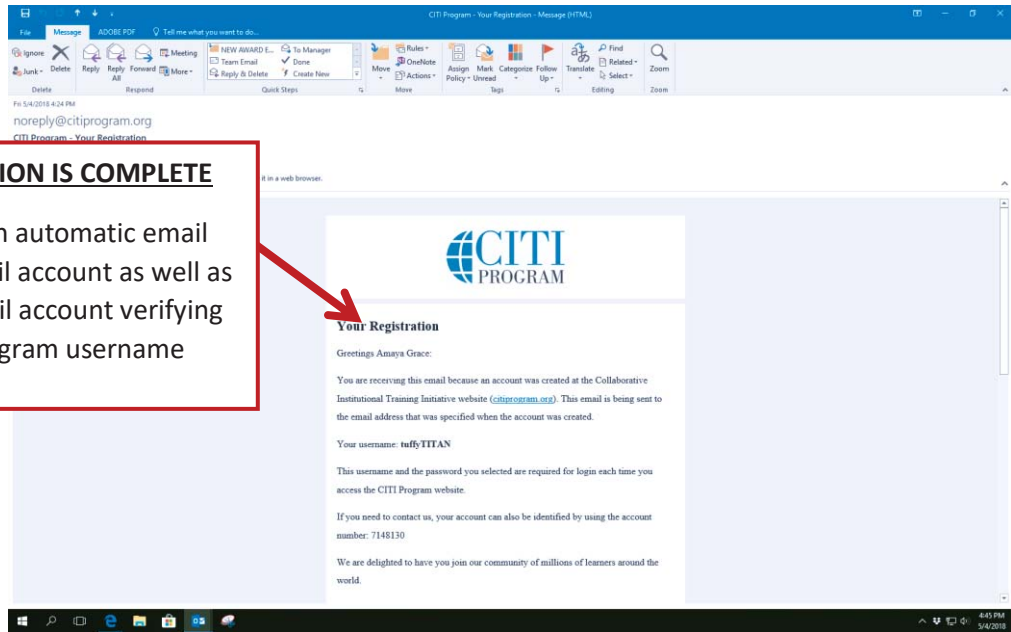 CITI Program - Your Registration - Message (HTML)
File Message ADOBE PDF Tell me what you want to do...
Ignore
Junk
Delete
Reply
Reply All
Forward
Meeting
More
NEW AWARD E...
Team Email
Reply & Delete
To Manager
Done
Create New
Move
Rules
OneNote
Actions
Assign Policy
Mark Unread
Categorize
Follow Up
Translate
Find
Related
Select
Zoom
Delete Respond Quick Steps Move Tags Editing Zoom
Fri 5/4/2018 4:24 PM
noreply@citiprogram.org
CITI Program - Your Registration
it in a web browser.
ION IS COMPLETE
n automatic email
il account as well as
il account verifying
gram username
CITI
PROGRAM
Your Registration
Greetings Amaya Grace:
You are receiving this email because an account was created at the Collaborative
Institutional Training Initiative website (citiprogram.org). This email is being sent to
the email address that was specified when the account was created.
Your username: tuffyTITAN
This username and the password you selected are required for login each time you
access the CITI Program website.
If you need to contact us, your account can also be identified by using the account
number: 7148130
We are delighted to have you join our community of millions of learners around the
world.
4:45 PM
5/4/2018